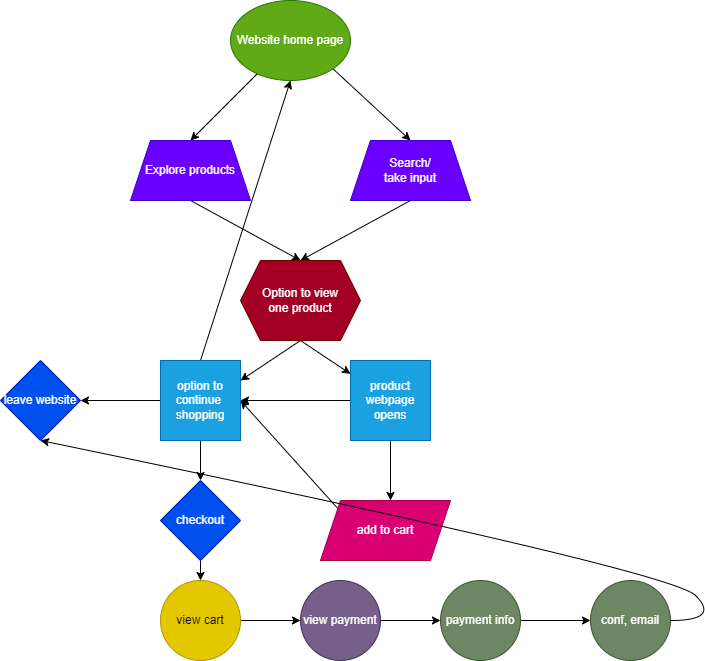 Website home page
Explore products
Search/
take input
Option to view
one product
leave website
option to
continue
shopping
product
webpage
opens
checkout
add to cart
view cart
view payment
payment info
conf, email